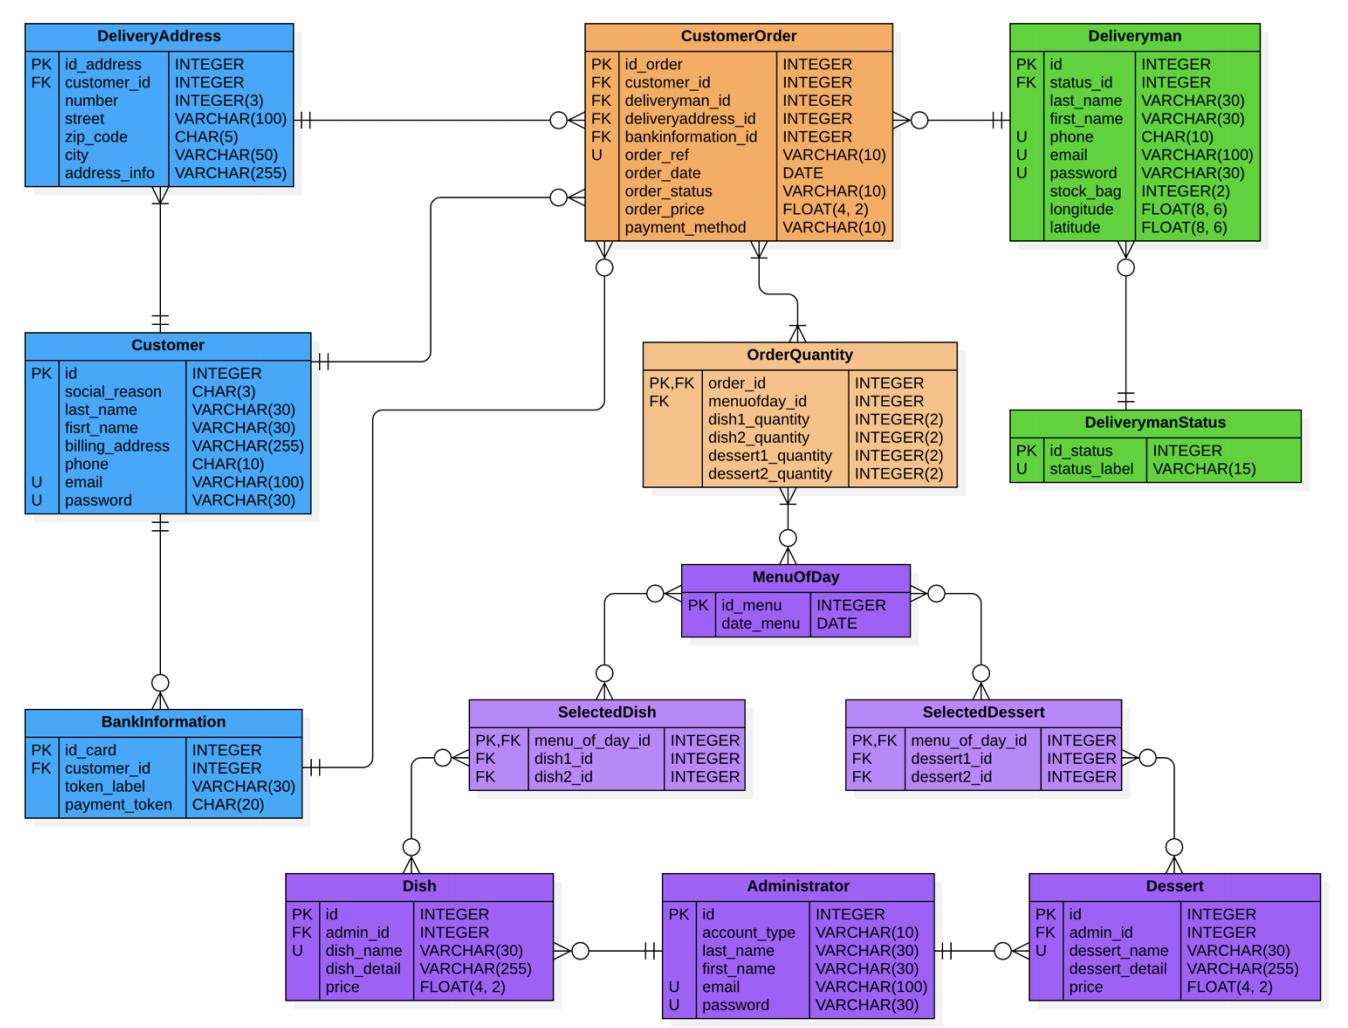 DeliveryAddress
PK id_address INTEGER
FK customer_id INTEGER
number INTEGER(3)
street VARCHAR(100)
zip_code CHAR(5)
city VARCHAR(50)
address_info VARCHAR(255)
CustomerOrder
PK id_order INTEGER
FK customer_id INTEGER
FK deliveryman_id INTEGER
FK deliveryaddress_id INTEGER
FK bankinformation_id INTEGER
U order_ref VARCHAR(10)
order_date DATE
order_status VARCHAR(10)
order_price FLOAT(4, 2)
payment_method VARCHAR(10)
Deliveryman
PK id INTEGER
FK status_id INTEGER
last_name VARCHAR(30)
first_name VARCHAR(30)
U phone CHAR(10)
U email VARCHAR(100)
U password VARCHAR(30)
stock_bag INTEGER(2)
longitude FLOAT(8, 6)
latitude FLOAT(8, 6)
Customer
PK id INTEGER
social_reason CHAR(3)
last_name VARCHAR(30)
fisrt_name VARCHAR(30)
billing_address VARCHAR(255)
phone CHAR(10)
U email VARCHAR(100)
U password VARCHAR(30)
OrderQuantity
PK,FK order_id INTEGER
FK menuofday_id INTEGER
dish1_quantity INTEGER(2)
dish2_quantity INTEGER(2)
dessert1_quantity INTEGER(2)
dessert2_quantity INTEGER(2)
DeliverymanStatus
PK id_status INTEGER
U status_label VARCHAR(15)
MenuOfDay
PK id_menu INTEGER
date_menu DATE
BankInformation
PK id_card INTEGER
FK customer_id INTEGER
token_label VARCHAR(30)
payment_token CHAR(20)
SelectedDish
PK,FK menu_of_day_id INTEGER
FK dish1_id INTEGER
FK dish2_id INTEGER
SelectedDessert
PK,FK menu_of_day_id INTEGER
FK dessert1_id INTEGER
FK dessert2_id INTEGER
Dish
PK id INTEGER
FK admin_id INTEGER
U dish_name VARCHAR(30)
dish_detail VARCHAR(255)
price FLOAT(4, 2)
Administrator
PK id INTEGER
account_type VARCHAR(10)
last_name VARCHAR(30)
first_name VARCHAR(30)
U email VARCHAR(100)
U password VARCHAR(30)
Dessert
PK id INTEGER
FK admin_id INTEGER
U dessert_name VARCHAR(30)
dessert_detail VARCHAR(255)
price FLOAT(4, 2)